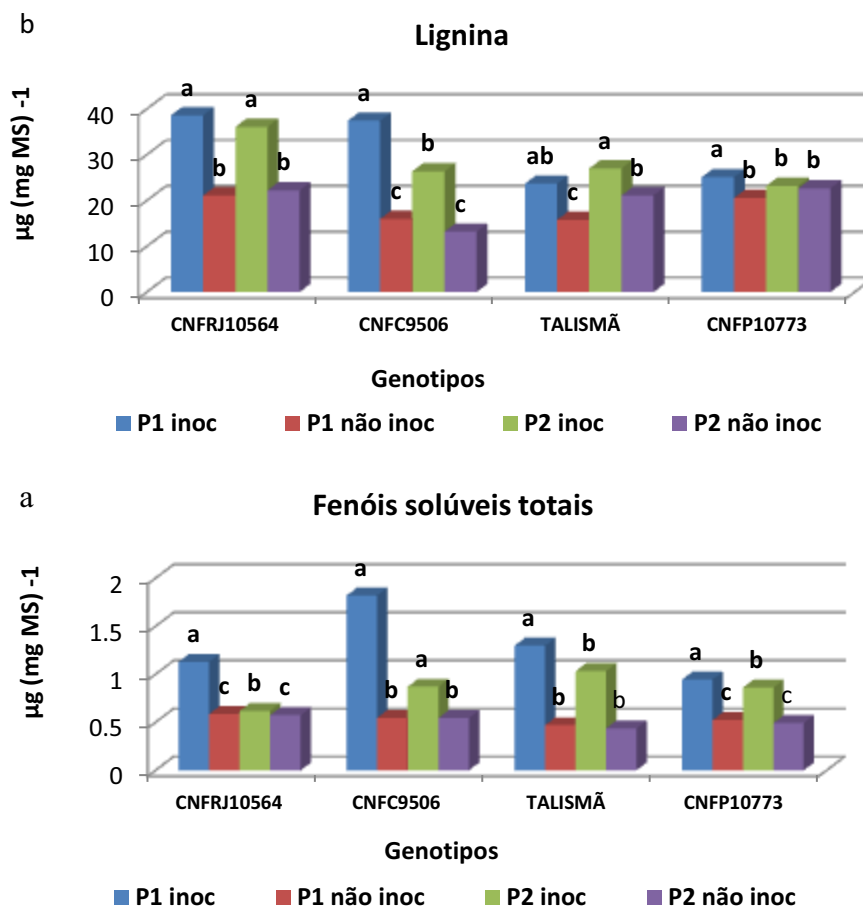 b
Lignina
µg (mg MS) -1
40
30
20
10
0
a b a b
a c b c
ab c a b
a b b b
CNFRJ10564 CNFC9506 TALISMÃ CNFP10773
Genotipos
P1 inoc P1 não inoc P2 inoc P2 não inoc
a
Fenóis solúveis totais
µg (mg MS) -1
2
1.5
1
0.5
0
a c b c
a b a b
a b b b
a c b c
CNFRJ10564 CNFC9506 TALISMÃ CNFP10773
Genotipos
P1 inoc P1 não inoc P2 inoc P2 não inoc